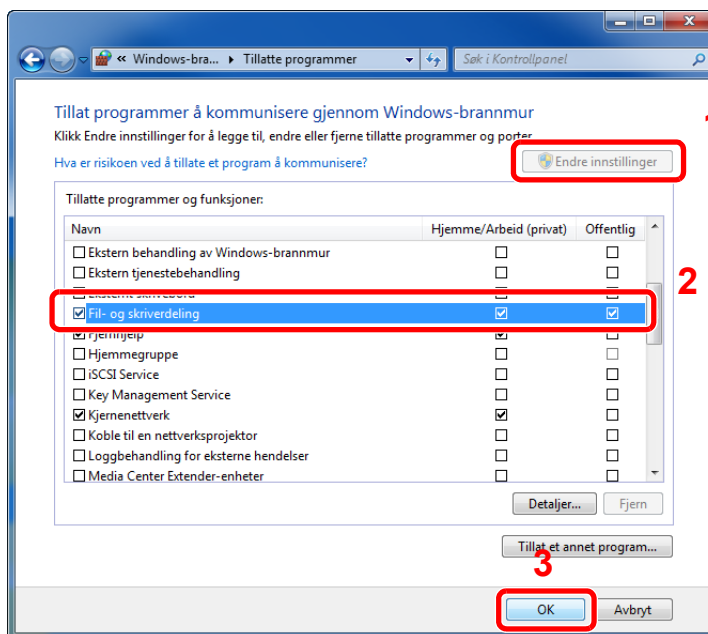 « Windows-bra... ▸ Tillatte programmer
Søk i Kontrollpanel
Tillat programmer å kommunisere gjennom Windows-brannmur
Klikk Endre innstillinger for å legge til, endre eller fjerne tillatte programmer og porter.
Hva er risikoen ved å tillate et program å kommunisere?
Endre innstillinger
Tillatte programmer og funksjoner:
Navn Hjemme/Arbeid (privat) Offentlig
Ekstern behandling av Windows-brannmur
Ekstern tjenestebehandling
Eksternt skrivebord
2
Fil- og skriverdeling
Fjernhjelp
Hjemmegruppe
iSCSI Service
Key Management Service
Kjernenettverk
Koble til en nettverksprojektor
Loggbehandling for eksterne hendelser
Media Center Extender-enheter
Detaljer... Fjern
Tillat et annet program...
3
OK Avbryt